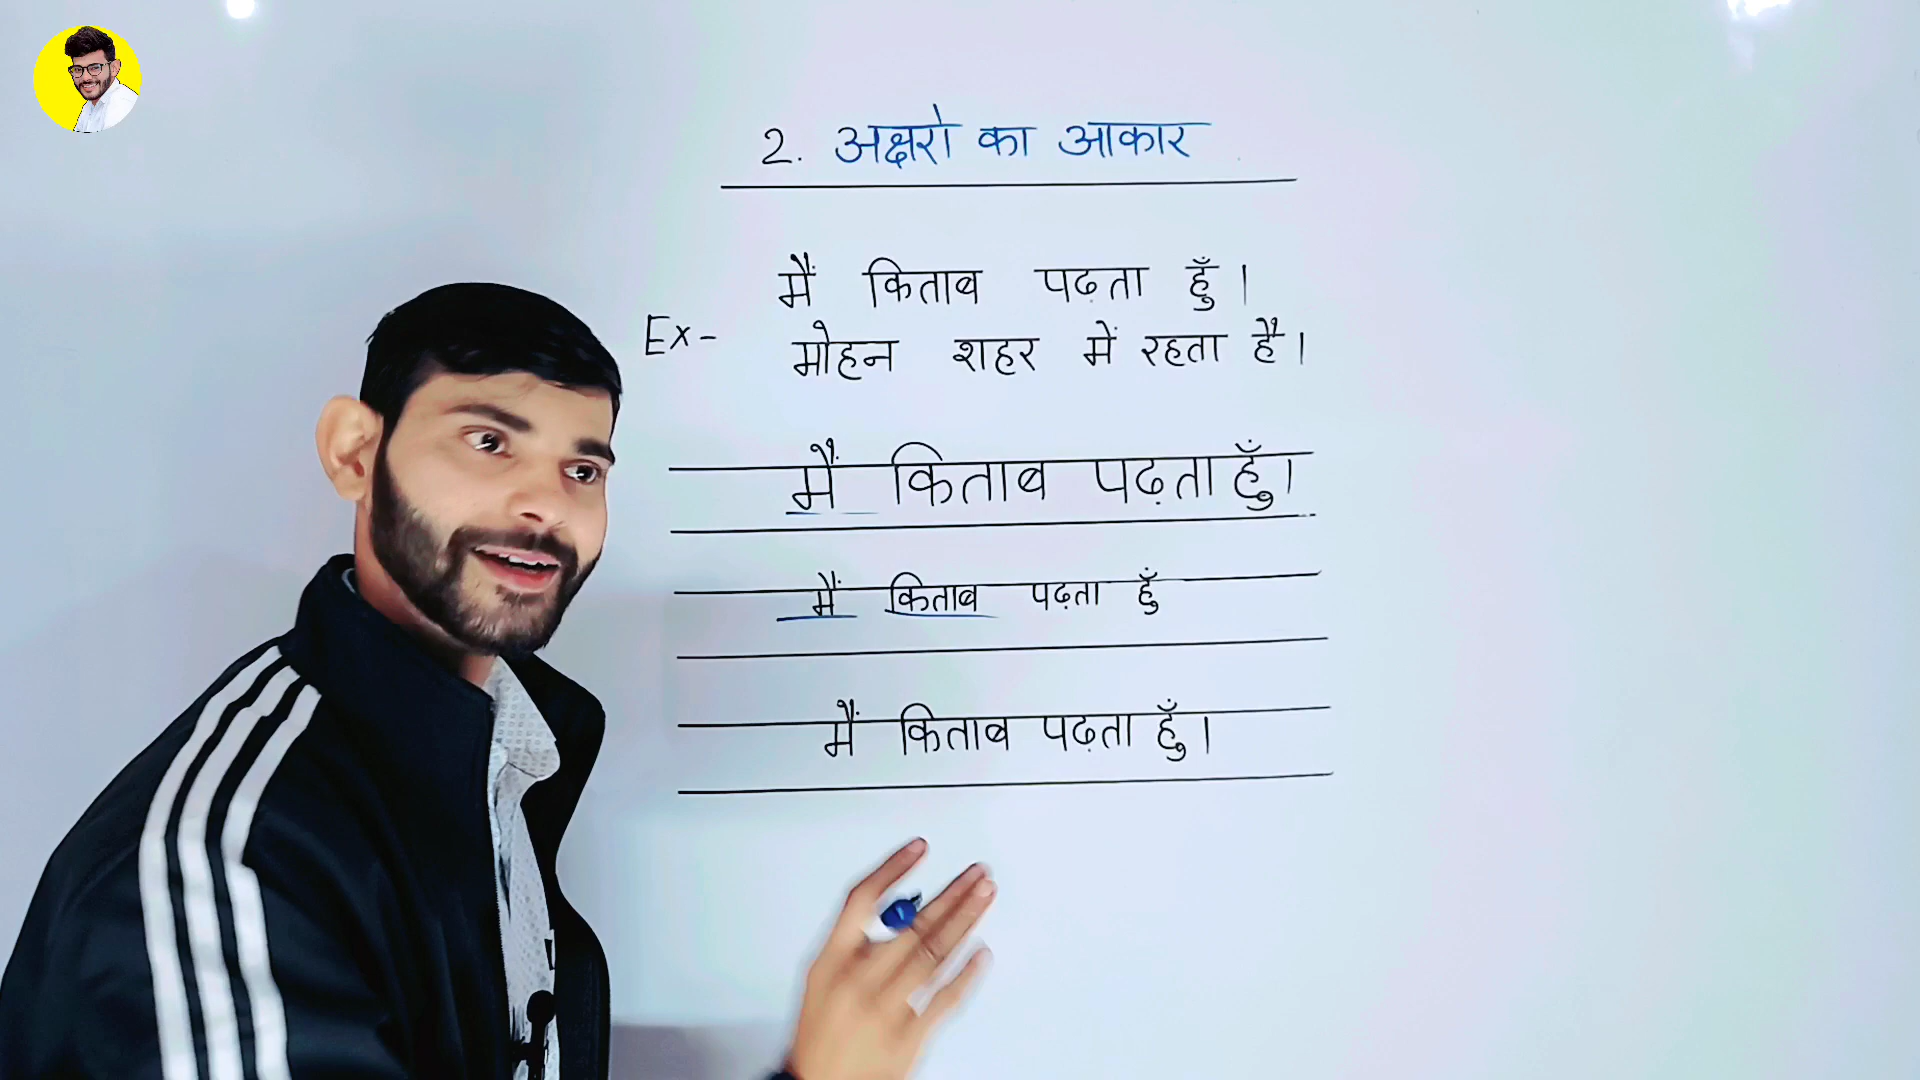 2. अक्षरो का आकार
मैं किताब पढ़ता हुँ।
Ex-
मोहन शहर में रहता है।
मैं किताब पढ़ता हुँ।
मैं किताब पढ़ता हुँ
मैं किताब पढ़ता हुँ।